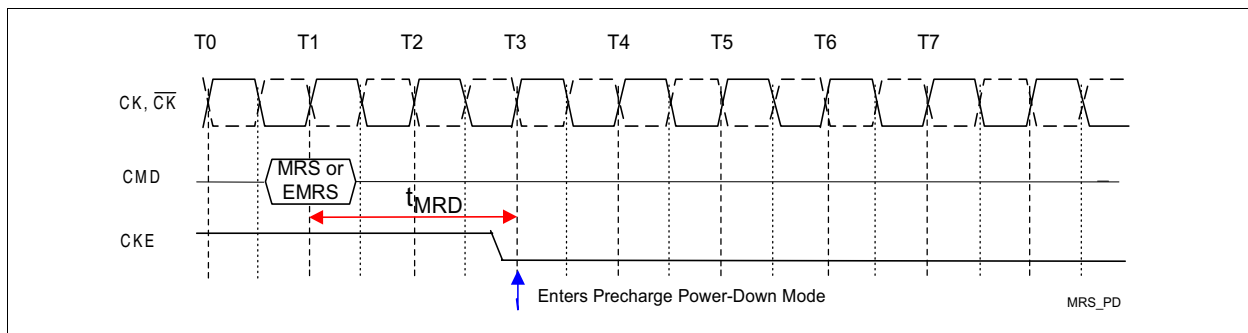 T0 T1 T2 T3 T4 T5 T6 T7
CK, C̅K̅
CMD
MRS or
EMRS
tMRD
CKE
Enters Precharge Power-Down Mode
MRS_PD